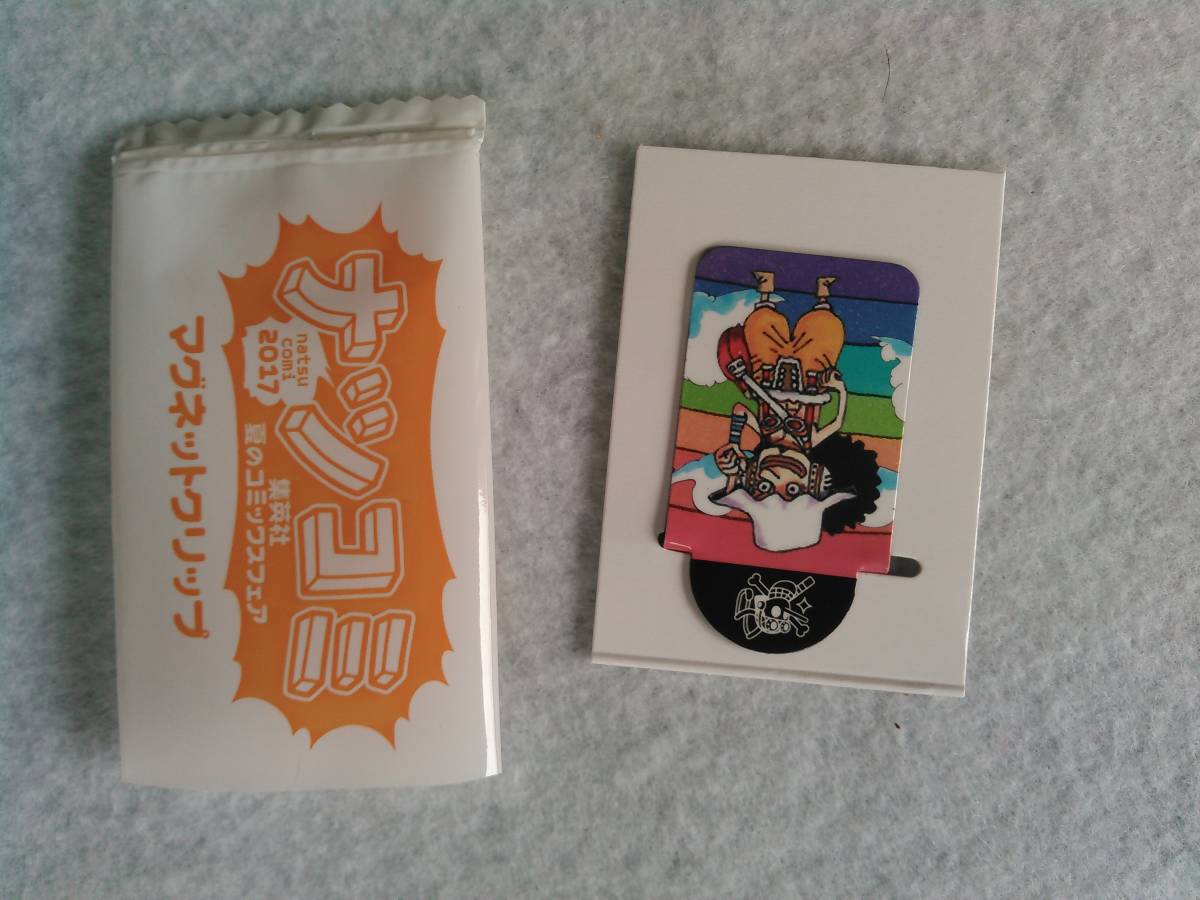 ナツコミ
natsu
comi
2017
集英社
夏のコミックスフェア
マグネットクリップ